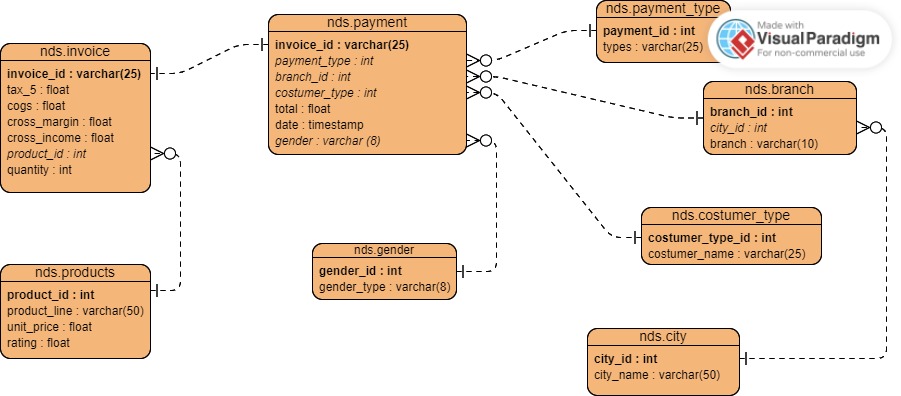 nds.invoice
invoice_id : varchar(25)
tax_5 : float
cogs : float
cross_margin : float
cross_income : float
product_id : int
quantity : int
nds.payment
invoice_id : varchar(25)
payment_type : int
branch_id : int
costumer_type : int
total : float
date : timestamp
gender : varchar (8)
nds.payment_type
payment_id : int
types : varchar(25)
Made with
VisualParadigm
For non-commercial use
nds.branch
branch_id : int
city_id : int
branch : varchar(10)
nds.costumer_type
costumer_type_id : int
costumer_name : varchar(25)
nds.gender
gender_id : int
gender_type : varchar(8)
nds.products
product_id : int
product_line : varchar(50)
unit_price : float
rating : float
nds.city
city_id : int
city_name : varchar(50)